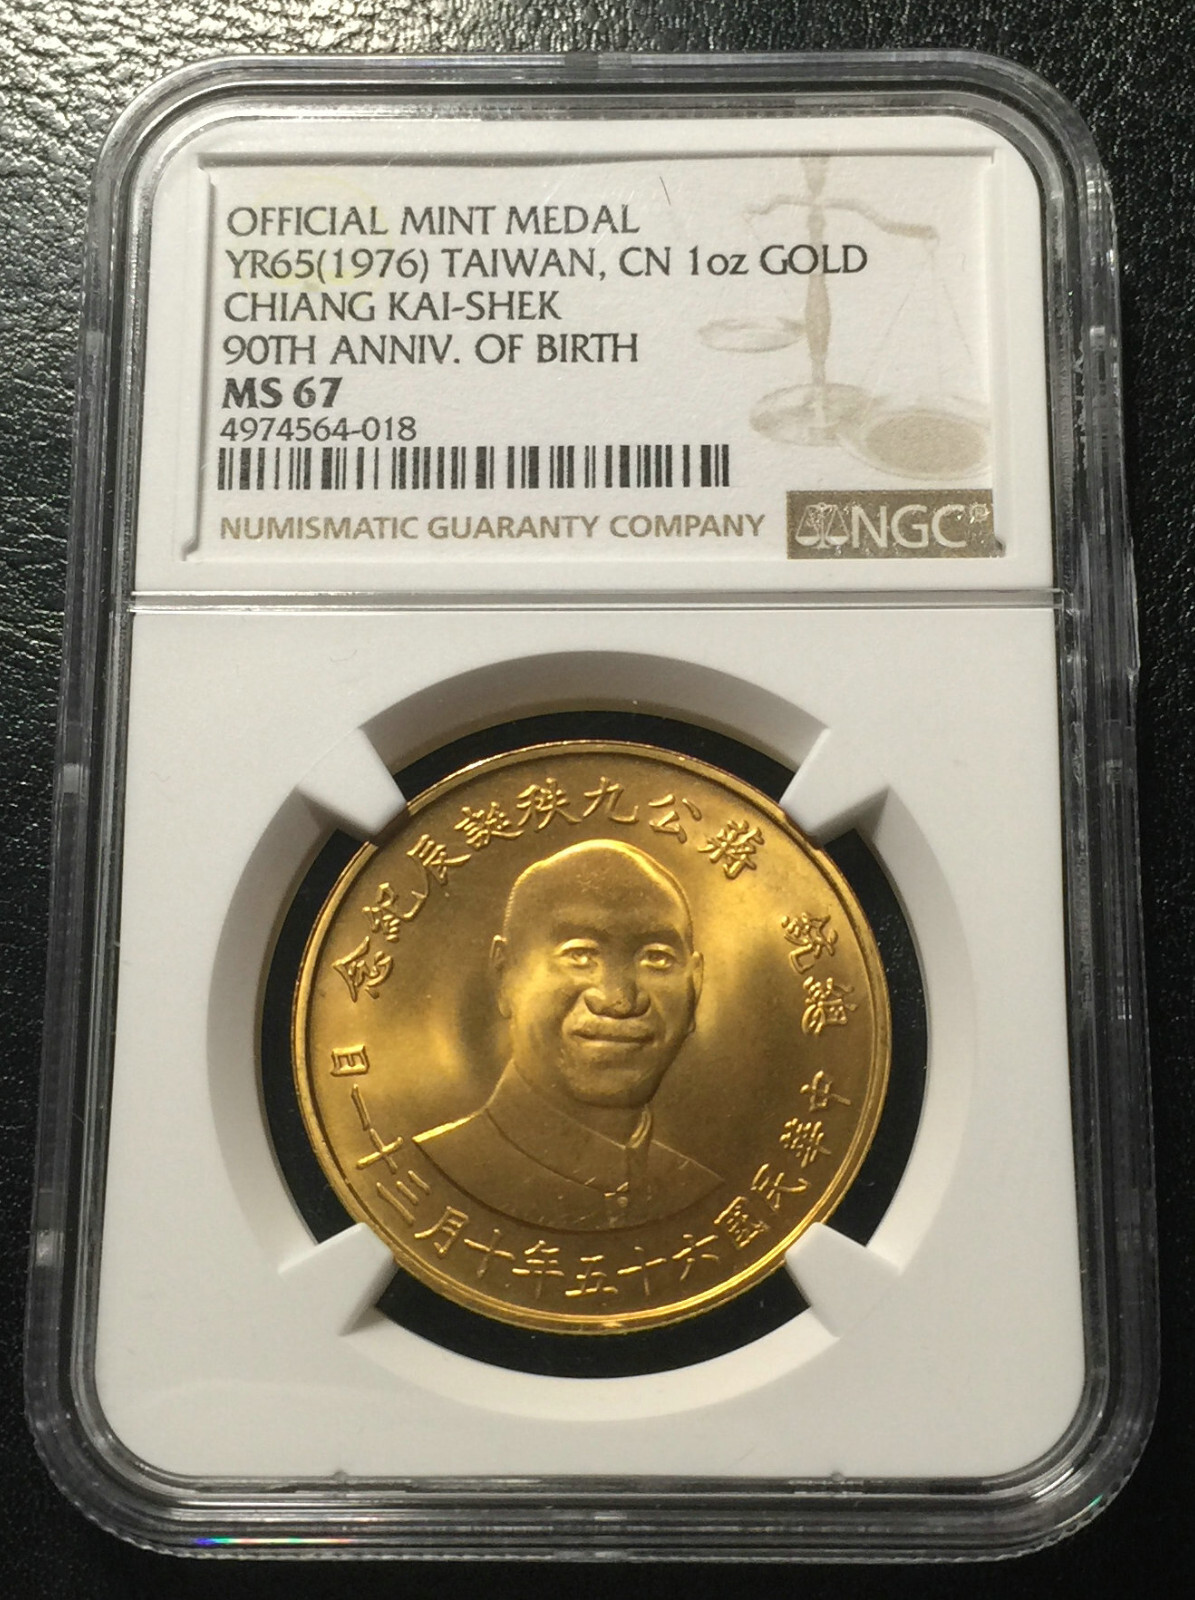 OFFICIAL MINT MEDAL
YR65(1976) TAIWAN, CN 1oz GOLD
CHIANG KAI-SHEK
90TH ANNIV. OF BIRTH
MS 67
4974564-018
NUMISMATIC GUARANTY COMPANY
NGC
總統
蔣公九秩誕辰紀念
中華民國六十五年十月三十一日